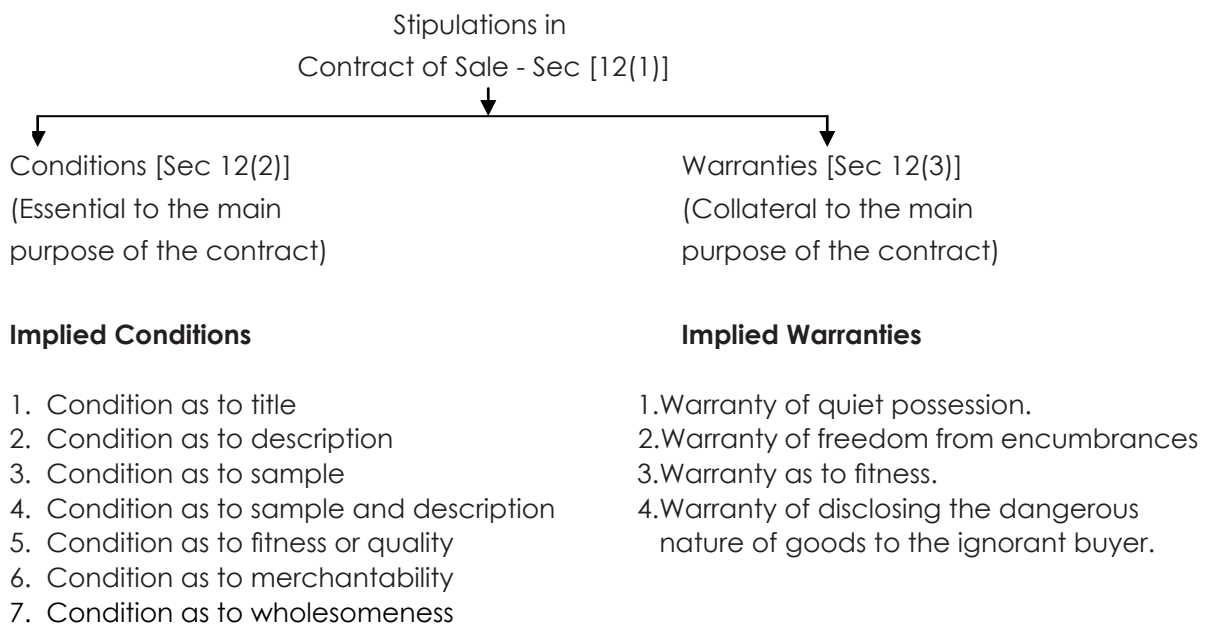 Stipulations in
Contract of Sale - Sec [12(1)]
Conditions [Sec 12(2)]
(Essential to the main
purpose of the contract)
Warranties [Sec 12(3)]
(Collateral to the main
purpose of the contract)
Implied Conditions
1. Condition as to title
2. Condition as to description
3. Condition as to sample
4. Condition as to sample and description
5. Condition as to fitness or quality
6. Condition as to merchantability
7. Condition as to wholesomeness
Implied Warranties
1.Warranty of quiet possession.
2.Warranty of freedom from encumbrances
3.Warranty as to fitness.
4.Warranty of disclosing the dangerous
nature of goods to the ignorant buyer.